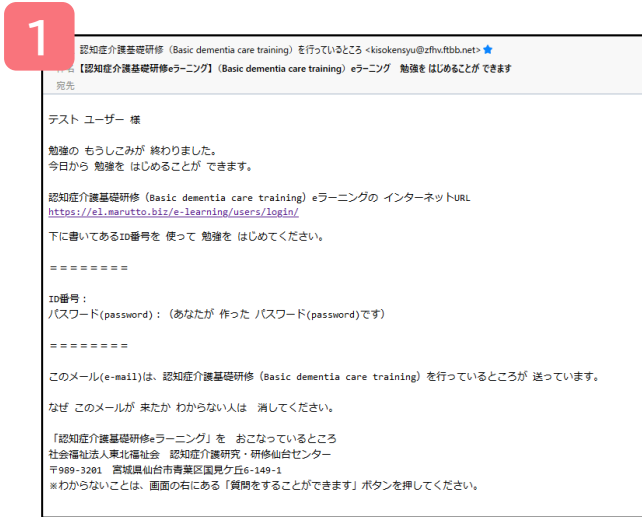 1
認知症介護基礎研修（Basic dementia care training）を行っているところ <kisokensyu@zfhv.ftbb.net>
【認知症介護基礎研修eラーニング】（Basic dementia care training）eラーニング　勉強を はじめることが できます
宛先
テスト ユーザー 様
勉強の もうしこみが 終わりました。
今日から 勉強を はじめることが できます。
認知症介護基礎研修（Basic dementia care training）eラーニングの インターネットURL
https://el.marutto.biz/e-learning/users/login/
下に書いてあるID番号を 使って 勉強を はじめてください。
＝＝＝＝＝＝＝＝
ID番号：
パスワード(password)：（あなたが 作った パスワード(password)です）
＝＝＝＝＝＝＝＝
このメール(e-mail)は、認知症介護基礎研修（Basic dementia care training）を行っているところが 送っています。
なぜ このメールが 来たか わからない人は　消してください。
「認知症介護基礎研修eラーニング」を　おこなっているところ
社会福祉法人東北福祉会　認知症介護研究・研修仙台センター
〒989-3201　宮城県仙台市青葉区国見ケ丘6-149-1
※わからないことは、画面の右にある「質問をすることができます」ボタンを押してください。